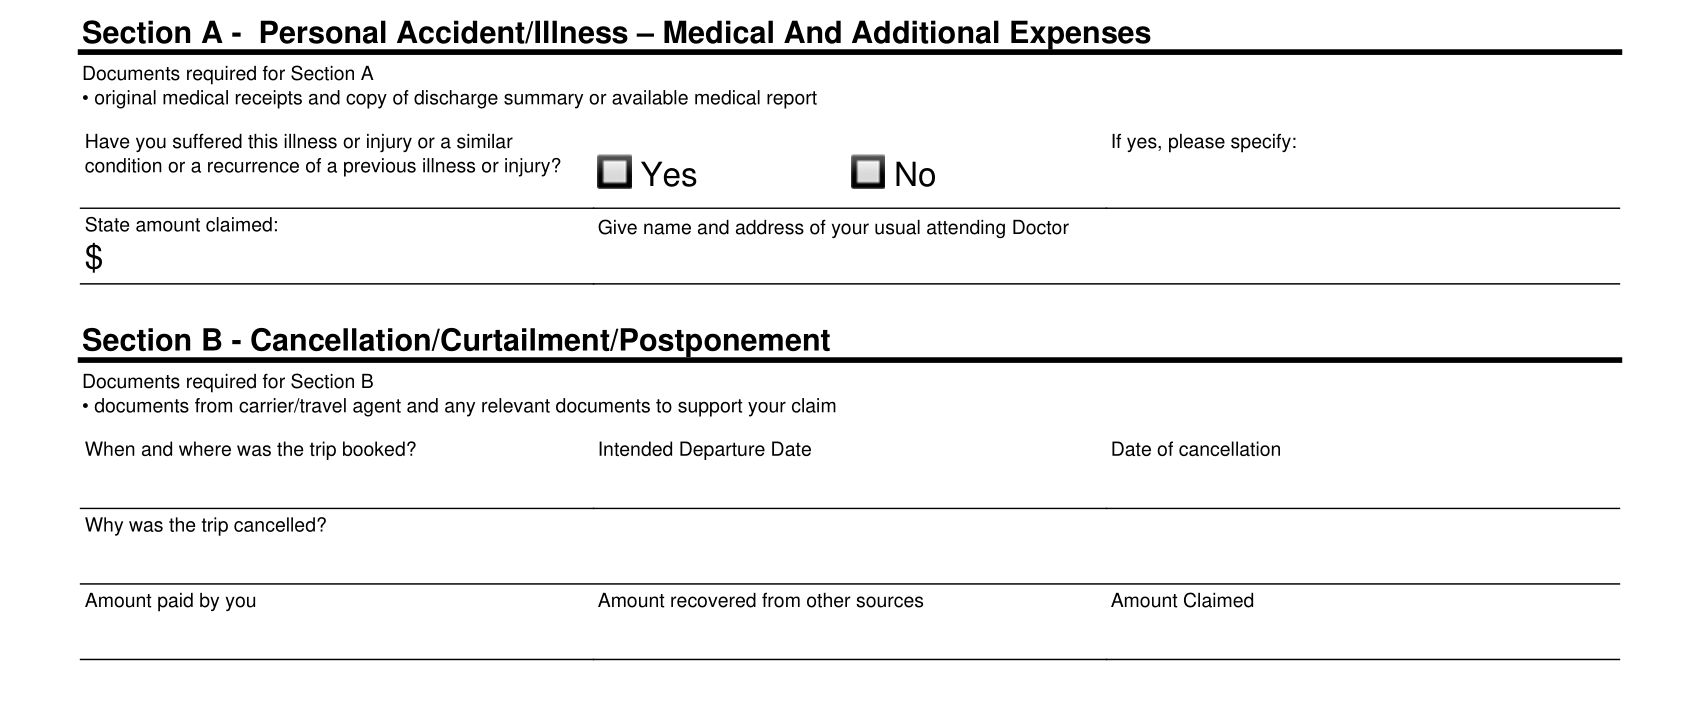 Section A -  Personal Accident/Illness – Medical And Additional Expenses
Documents required for Section A
• original medical receipts and copy of discharge summary or available medical report
Have you suffered this illness or injury or a similar
condition or a recurrence of a previous illness or injury?
Yes
No
If yes, please specify:
State amount claimed:
$
Give name and address of your usual attending Doctor
Section B - Cancellation/Curtailment/Postponement
Documents required for Section B
• documents from carrier/travel agent and any relevant documents to support your claim
When and where was the trip booked?
Intended Departure Date
Date of cancellation
Why was the trip cancelled?
Amount paid by you
Amount recovered from other sources
Amount Claimed